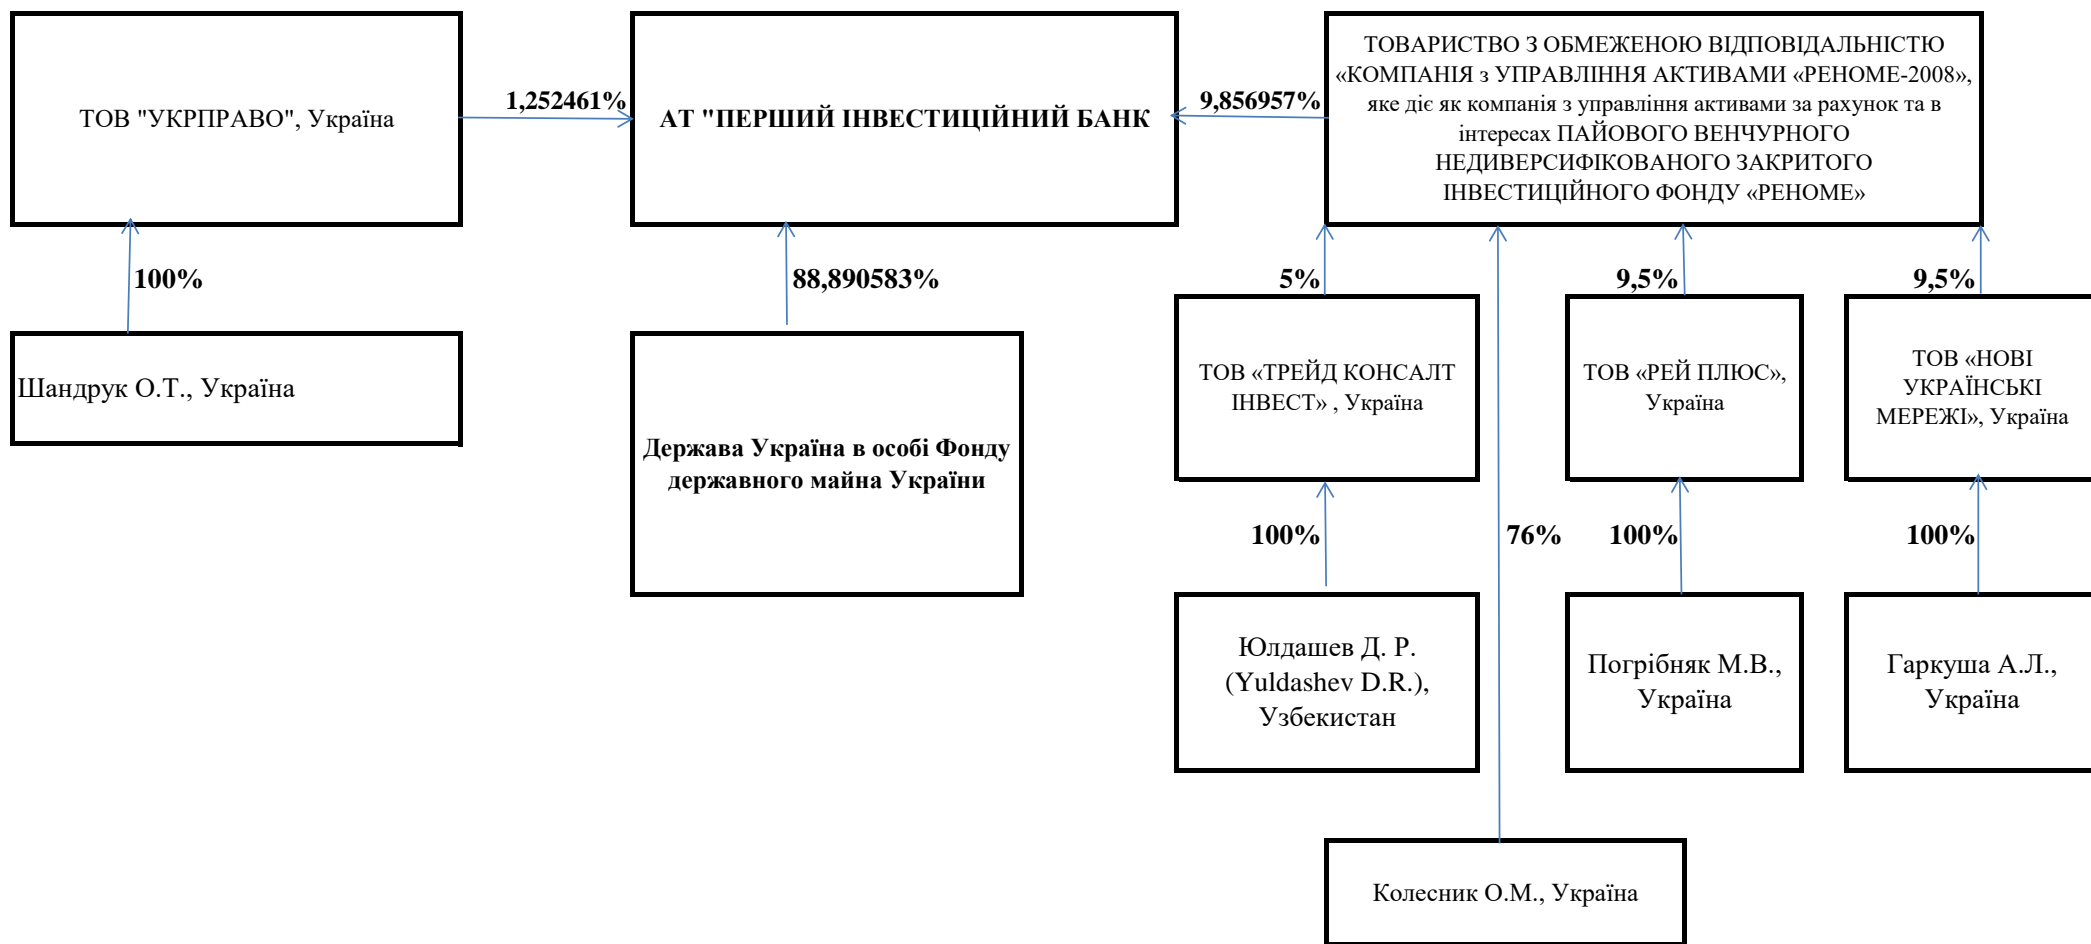 ТОВ "УКРПРАВО", Україна
1,252461%
АТ "ПЕРШИЙ ІНВЕСТИЦІЙНИЙ БАНК
9,856957%
ТОВАРИСТВО З ОБМЕЖЕНОЮ ВІДПОВІДАЛЬНІСТЮ
«КОМПАНІЯ з УПРАВЛІННЯ АКТИВАМИ «РЕНОМЕ-2008»,
яке діє як компанія з управління активами за рахунок та в
інтересах ПАЙОВОГО ВЕНЧУРНОГО
НЕДИВЕРСИФІКОВАНОГО ЗАКРИТОГО
ІНВЕСТИЦІЙНОГО ФОНДУ «РЕНОМЕ»
100%
88,890583%
5%
9,5%
9,5%
Шандрук О.Т., Україна
Держава Україна в особі Фонду
державного майна України
ТОВ «ТРЕЙД КОНСАЛТ
ІНВЕСТ» , Україна
ТОВ «РЕЙ ПЛЮС»,
Україна
ТОВ «НОВІ
УКРАЇНСЬКІ
МЕРЕЖІ», Україна
100%
76%
100%
100%
Юлдашев Д. Р.
(Yuldashev D.R.),
Узбекистан
Погрібняк М.В.,
Україна
Гаркуша А.Л.,
Україна
Колесник О.М., Україна